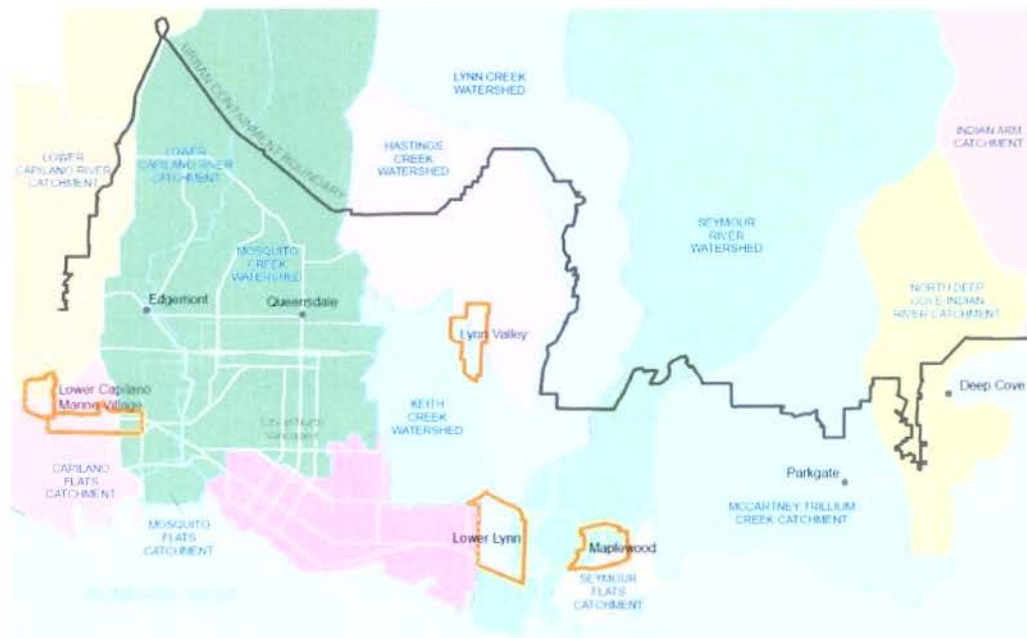 LYNN CREEK
WATERSHED
URBAN CONTAINMENT BOUNDARY
INDIAN ARM
CATCHMENT
LOWER
CAPILANO RIVER
CATCHMENT
LOWER
CAPILANO RIVER
CATCHMENT
HASTINGS
CREEK
WATERSHED
SEYMOUR
RIVER
WATERSHED
MOSQUITO
CREEK
WATERSHED
NORTH DEEP
COVE-INDIAN
RIVER CATCHMENT
Edgemont
Queensdale
Lynn Valley
Deep Cove
Lower Capilano
Marine Village
KEITH
CREEK
WATERSHED
Vancouver
CAPILANO
FLATS
CATCHMENT
Parkgate
MCCARTNEY TRILLIUM
CREEK CATCHMENT
MOSQUITO
FLATS
CATCHMENT
Lower Lynn
Maplewood
SEYMOUR
FLATS
CATCHMENT